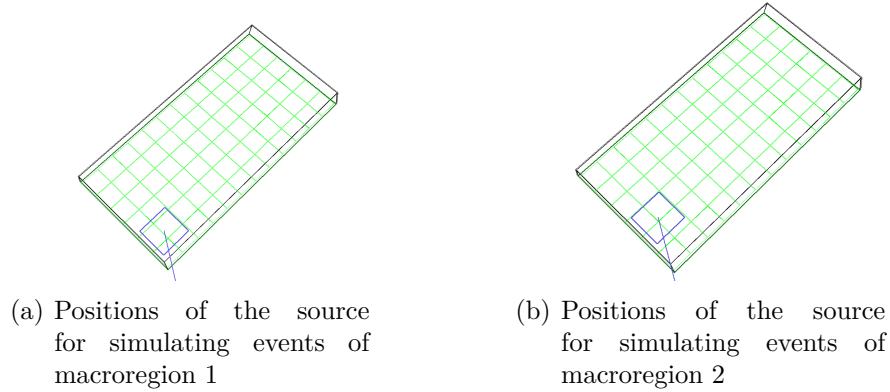 (a) Positions of the source
for simulating events of
macroregion 1
(b) Positions of the source
for simulating events of
macroregion 2